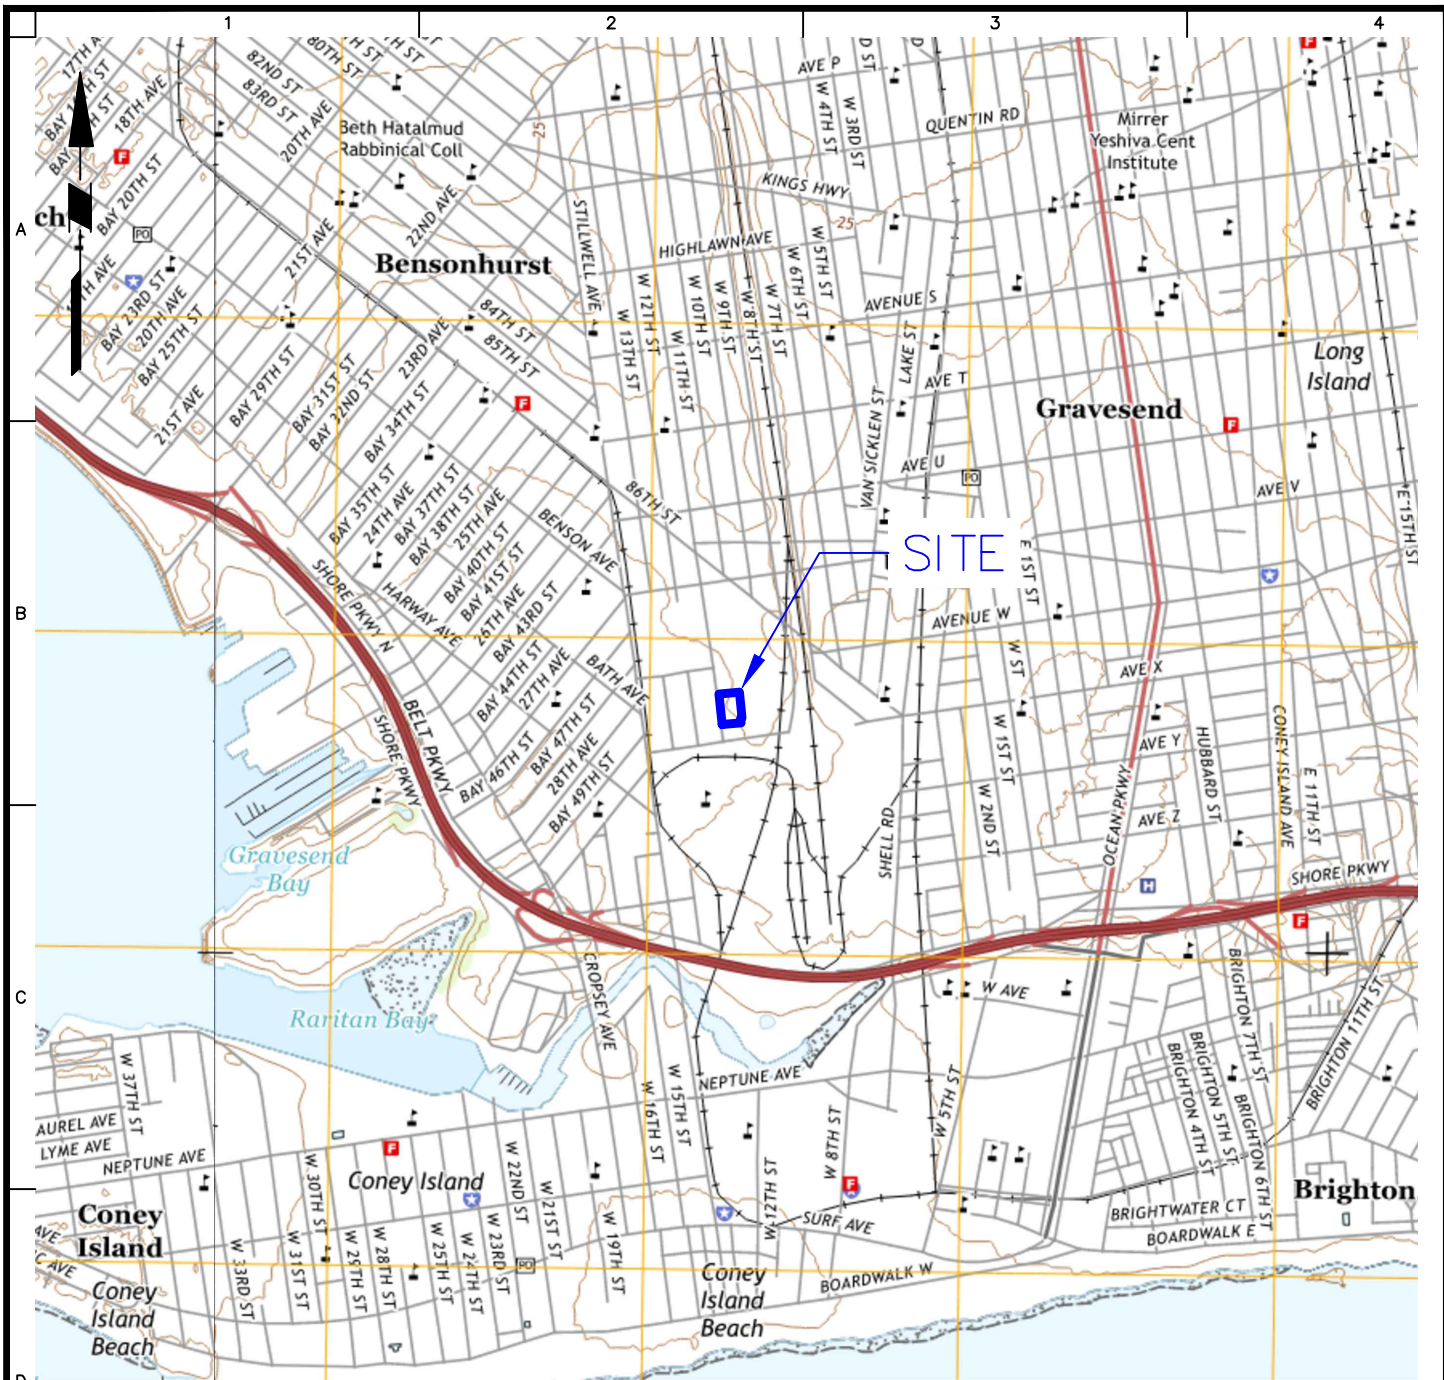 1
2
3
4
A
B
C
17TH A
18TH AVE
BAY 20TH ST
82ND ST
83RD ST
80TH ST
20TH AVE
Beth Hatalmud
Rabbinical Coll
25
AVE P
D ST
W 4TH ST
W 3RD ST
QUENTIN RD
Mirrer
Yeshiva Cent
Institute
KINGS HWY
25
ch
PO
22ND AVE
21ST AVE
Bensonhurst
STILLWELL AVE
HIGHLAWN AVE
W 5TH ST
W 6TH ST
W 12TH ST
W 10TH ST
W 9TH ST
W 8TH ST
W 7TH ST
AVENUE S
BAY 23RD ST
20TH AVE
BAY 25TH ST
84TH ST
85TH ST
23RD AVE
W 13TH ST
W 11TH ST
LAKE ST
AVE T
Long
Island
Gravesend
21ST AVE
BAY 29TH ST
BAY 31ST ST
BAY 22ND ST
BAY 34TH ST
VAN SICKLEN ST
AVE U
PO
AVE V
E 15TH ST
BAY 35TH ST
24TH AVE
BAY 37TH ST
BAY 38TH ST
25TH AVE
BAY 40TH ST
BAY 41ST ST
26TH AVE
BAY 43RD ST
BAY 44TH ST
27TH AVE
BENSON AVE
86TH ST
SITE
E 1ST ST
SHORE PKWY N
HARWAY AVE
BATH AVE
AVENUE W
W ST
AVE X
BELT PKWY
SHORE PKWY
BAY 46TH ST
BAY 47TH ST
28TH AVE
BAY 49TH ST
W 1ST ST
W 2ND ST
AVE Y
HUBBARD ST
CONEY ISLAND AVE
E 11TH ST
OCEAN PKWY
AVE Z
SHELL RD
H
SHORE PKWY
Gravesend
Bay
Raritan Bay
CROPSEY AVE
W AVE
BRIGHTON 7TH ST
BRIGHTON 11TH ST
BRIGHTON 5TH ST
BRIGHTON 4TH ST
BRIGHTON 6TH ST
W 37TH ST
AUREL AVE
LYME AVE
NEPTUNE AVE
NEPTUNE AVE
W 16TH ST
W 15TH ST
W 5TH ST
W 8TH ST
W 12TH ST
Coney Island
W 30TH ST
W 22ND ST
W 21ST ST
W 19TH ST
Coney
Island
W 33RD ST
W 31ST ST
W 29TH ST
W 28TH ST
W 25TH ST
W 24TH ST
W 23RD ST
PO
SURF AVE
Brighton
BRIGHTWATER CT
BOARDWALK E
BOARDWALK W
AVE
C AVE
Coney
Island
Beach
Coney
Island
Beach